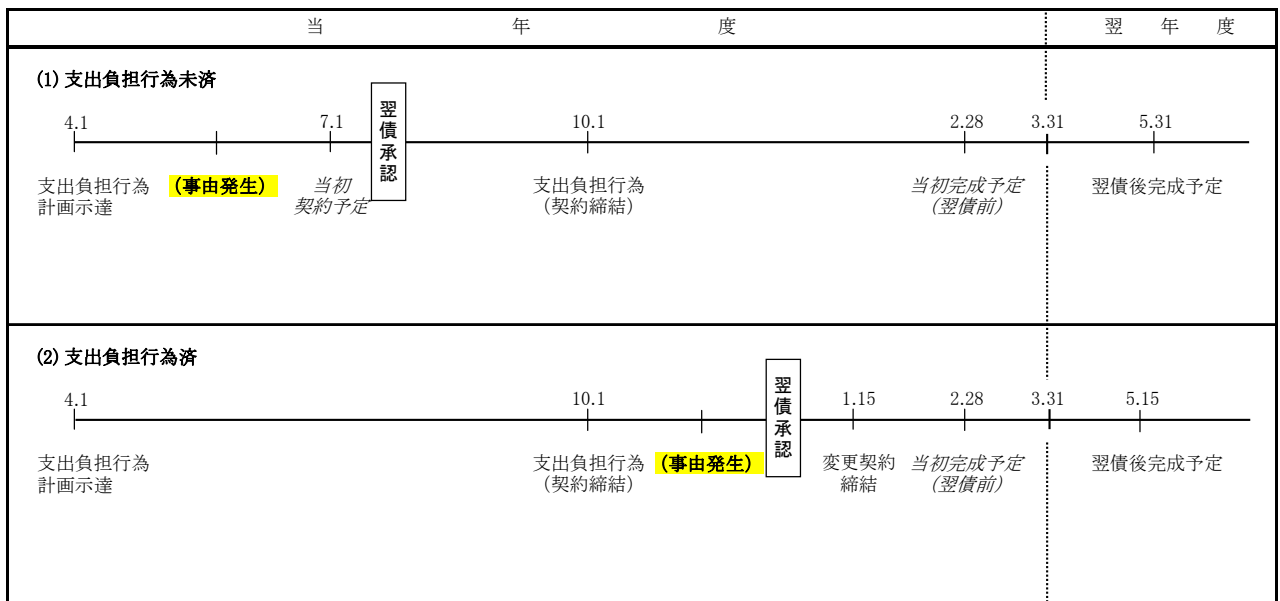 当 年 度 翌 年 度
(1) 支出負担行為未済
翌債承認
4.1 7.1 10.1 2.28 3.31 5.31
支出負担行為 (事由発生) 当初 支出負担行為 当初完成予定 翌債後完成予定
計画示達 契約予定 (契約締結) (翌債前)
(2) 支出負担行為済
翌債承認
4.1 10.1 1.15 2.28 3.31 5.15
支出負担行為 支出負担行為 (事由発生) 変更契約 当初完成予定 翌債後完成予定
計画示達 (契約締結) 締結 (翌債前)